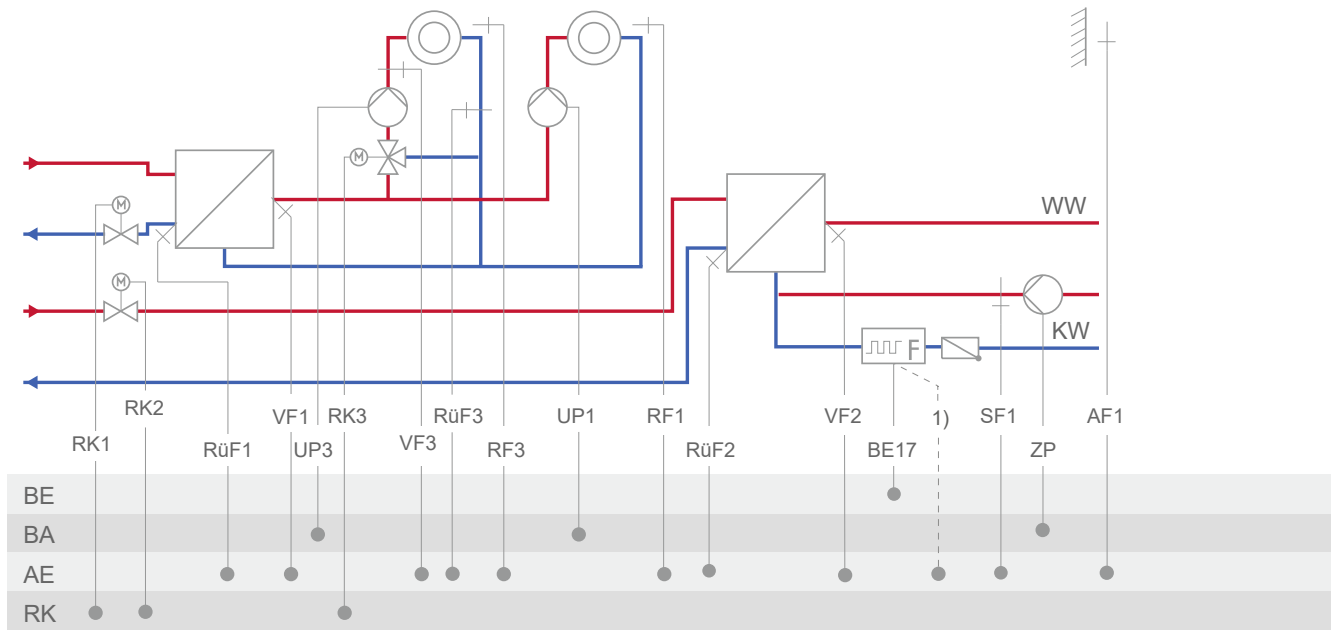 M
WW
M
M
F
KW
RK2 VF1 RK3 RüF3 UP1 RF1 VF2 1) SF1 AF1
RK1 RüF1 UP3 VF3 RF3 RüF2 BE17 ZP
BE
BA
AE
RK